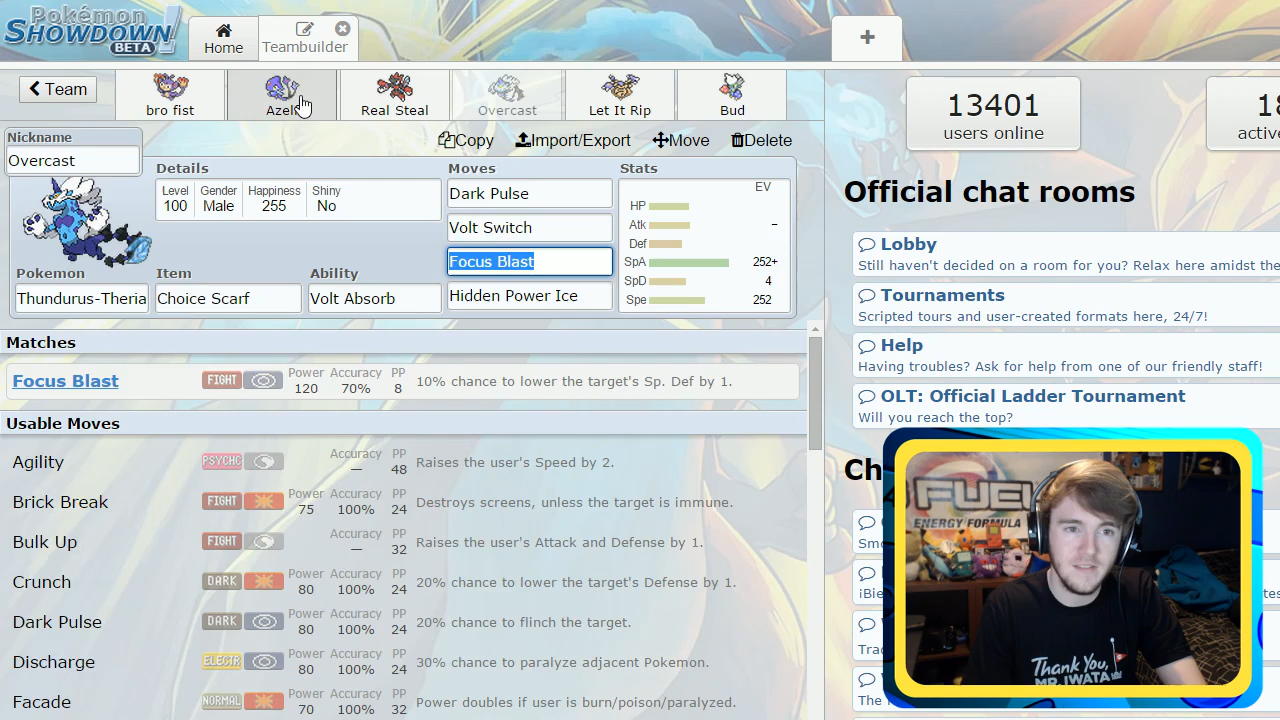 Pokémon
SHOWDOWN!
BETA
Home
Teambuilder
+
Team
bro fist
Azelf
Real Steal
Overcast
Let It Rip
Bud
13401
users online
Nickname
Overcast
Copy
Import/Export
Move
Delete
Details
Level
100
Gender
Male
Happiness
255
Shiny
No
Moves
Dark Pulse
Volt Switch
Focus Blast
Hidden Power Ice
Stats
EV
HP
Atk –
Def
SpA 252+
SpD 4
Spe 252
Pokemon
Thundurus-Theria
Item
Choice Scarf
Ability
Volt Absorb
Matches
Focus Blast FIGHT Power 120 Accuracy 70% PP 8 10% chance to lower the target's Sp. Def by 1.
Usable Moves
Agility PSYCHC Accuracy — PP 48 Raises the user's Speed by 2.
Brick Break FIGHT Power 75 Accuracy 100% PP 24 Destroys screens, unless the target is immune.
Bulk Up FIGHT Accuracy — PP 32 Raises the user's Attack and Defense by 1.
Crunch DARK Power 80 Accuracy 100% PP 24 20% chance to lower the target's Defense by 1.
Dark Pulse DARK Power 80 Accuracy 100% PP 24 20% chance to flinch the target.
Discharge ELECTR Power 80 Accuracy 100% PP 24 30% chance to paralyze adjacent Pokemon.
Facade NORMAL Power 70 Accuracy 100% PP 32 Power doubles if user is burn/poison/paralyzed.
Official chat rooms
Lobby
Still haven't decided on a room for you? Relax here amidst the
Tournaments
Scripted tours and user-created formats here, 24/7!
Help
Having troubles? Ask for help from one of our friendly staff!
OLT: Official Ladder Tournament
Will you reach the top?
Ch
FUEL
ENERGY FORMULA
Thank You,
MR. IWATA